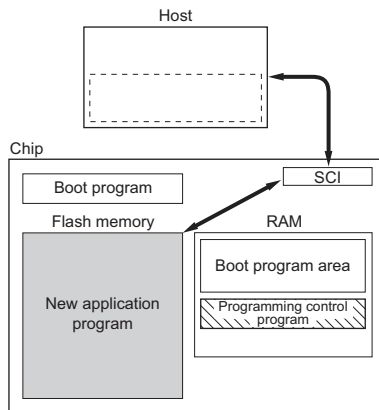 Host
Chip
SCI
Boot program
Flash memory
RAM
Boot program area
New application
program
Programming control
program